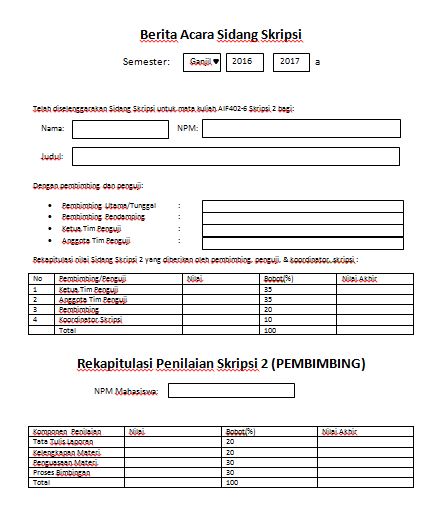 Berita Acara Sidang Skripsi
Semester: Ganjil 2016 2017 a
Telah diselenggarakan Sidang Skripsi untuk mata kuliah AIF402-6 Skripsi 2 bagi:
Nama: NPM:
Judul:
Dengan pembimbing dan penguji:
• Pembimbing Utama/Tunggal :
• Pembimbing Pendamping :
• Ketua Tim Penguji :
• Anggota Tim Penguji :
Rekapitulasi nilai Sidang Skripsi 2 yang diberikan oleh pembimbing, penguji, & koordinator skripsi :
No Pembimbing/Penguji Nilai Bobot(%) Nilai Akhir
1 Ketua Tim Penguji 35
2 Anggota Tim Penguji 35
3 Pembimbing 20
4 Koordinator Skripsi 10
Total 100
Rekapitulasi Penilaian Skripsi 2 (PEMBIMBING)
NPM Mahasiswa:
Komponen Penilaian Nilai Bobot(%) Nilai Akhir
Tata Tulis Laporan 20
Kelengkapan Materi 20
Penguasaan Materi 30
Proses Bimbingan 30
Total 100